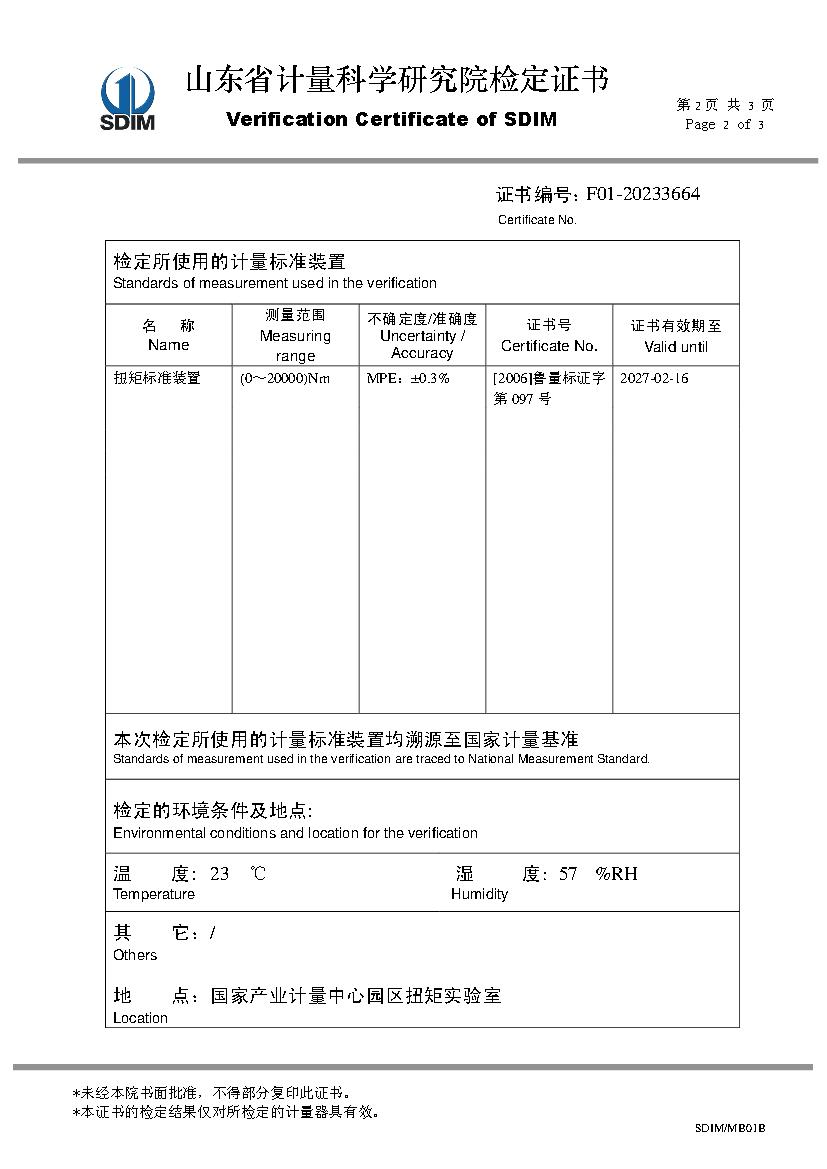 SDIM
山东省计量科学研究院检定证书
Verification Certificate of SDIM
第 2 页 共 3 页
Page 2 of 3
证书编号：F01-20233664
Certificate No.
检定所使用的计量标准装置
Standards of measurement used in the verification
名 称
Name
测量范围
Measuring
range
不确定度/准确度
Uncertainty /
Accuracy
证书号
Certificate No.
证书有效期至
Valid until
扭矩标准装置
(0～20000)Nm
MPE：±0.3%
[2006]鲁量标证字
第 097 号
2027-02-16
本次检定所使用的计量标准装置均溯源至国家计量基准
Standards of measurement used in the verification are traced to National Measurement Standard.
检定的环境条件及地点:
Environmental conditions and location for the verification
温 度：23 ℃
Temperature
湿 度：57 %RH
Humidity
其 它：/
Others
地 点：国家产业计量中心园区扭矩实验室
Location
*未经本院书面批准，不得部分复印此证书。
*本证书的检定结果仅对所检定的计量器具有效。
SDIM/MB01B